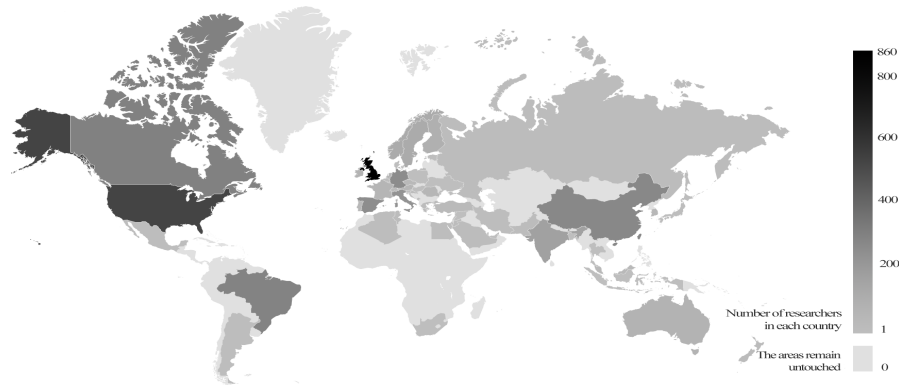 860
800
600
400
200
Number of researchers
in each country
1
The areas remain
untouched
0